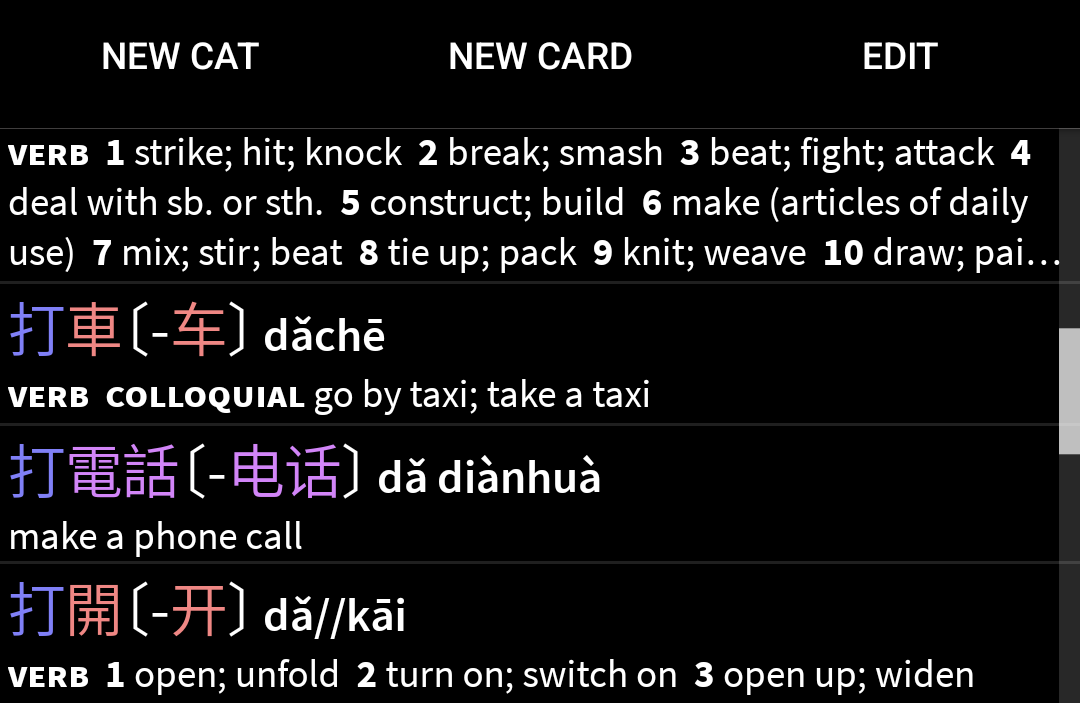 NEW CAT NEW CARD EDIT
VERB 1 strike; hit; knock 2 break; smash 3 beat; fight; attack 4
deal with sb. or sth. 5 construct; build 6 make (articles of daily
use) 7 mix; stir; beat 8 tie up; pack 9 knit; weave 10 draw; pai…
打車〔-车〕 dǎchē
VERB COLLOQUIAL go by taxi; take a taxi
打電話〔-电话〕 dǎ diànhuà
make a phone call
打開〔-开〕 dǎ//kāi
VERB 1 open; unfold 2 turn on; switch on 3 open up; widen